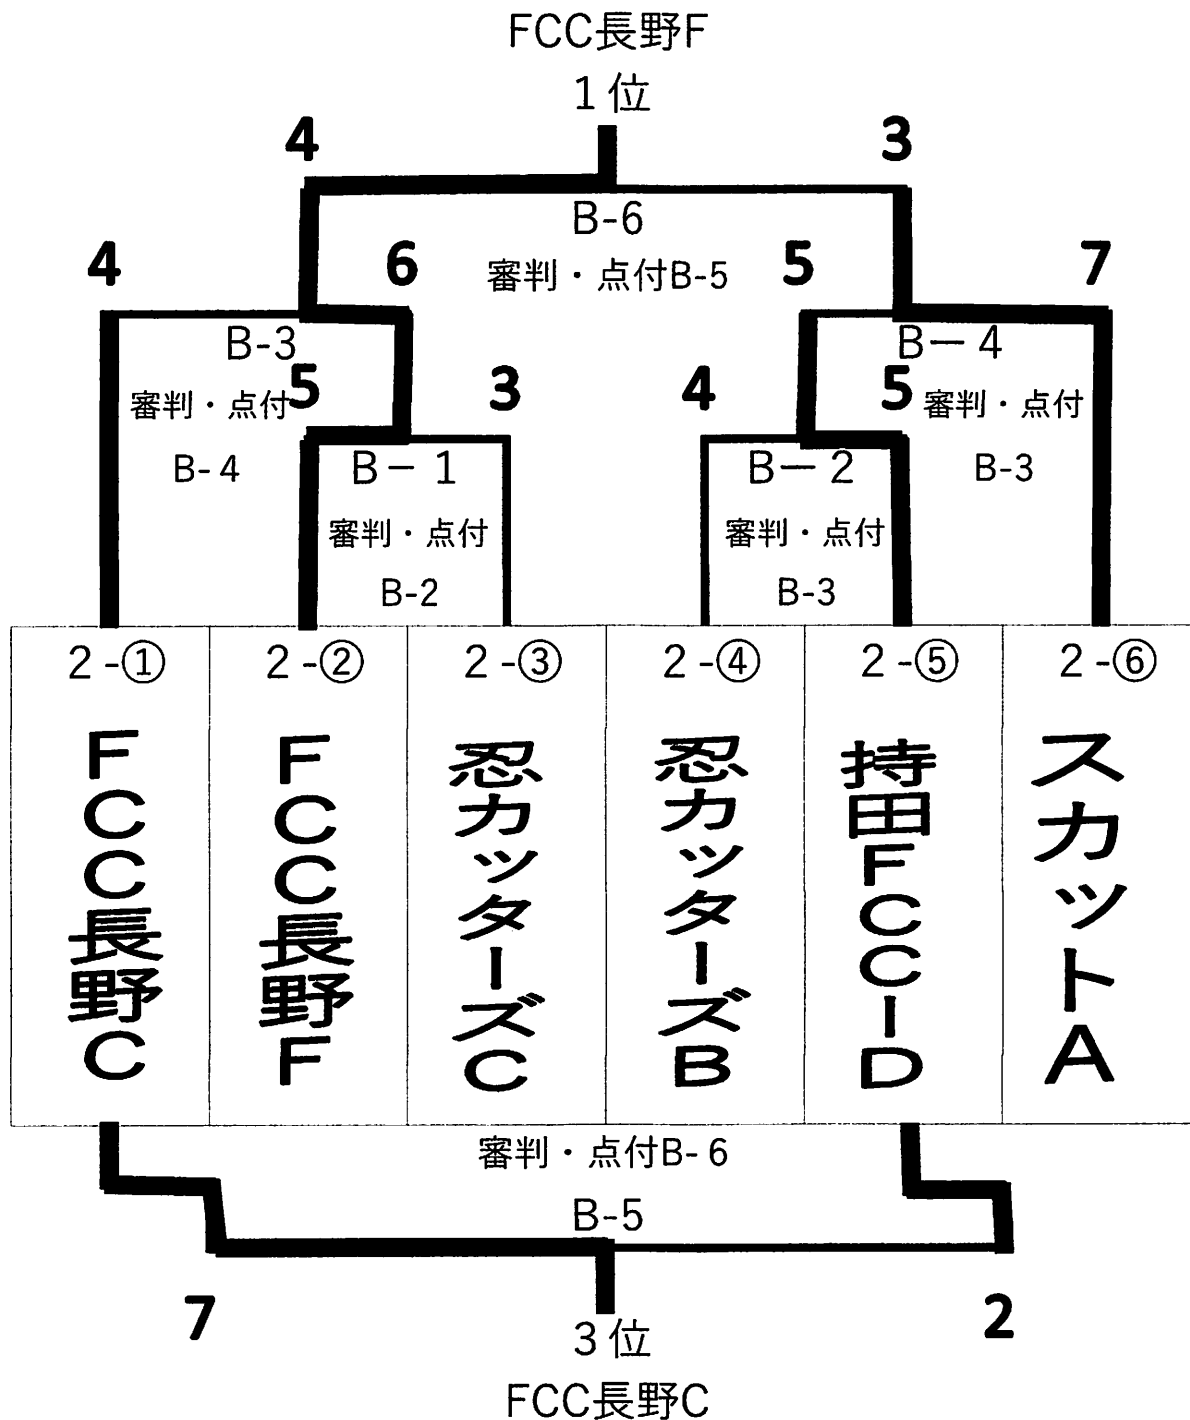 FCC長野F
1位
4 3
B-6
4 6 審判・点付B-5 5 7
B-3 B－4
審判・点付 5 3 4 5 審判・点付
B-4 B－1 B－2 B-3
審判・点付 審判・点付
B-2 B-3
2-① 2-② 2-③ 2-④ 2-⑤ 2-⑥
FCC長野C
FCC長野F
忍カッターズC
忍カッターズB
持田FCCーD
スカットA
審判・点付B-6
B-5
7 2
3位
FCC長野C